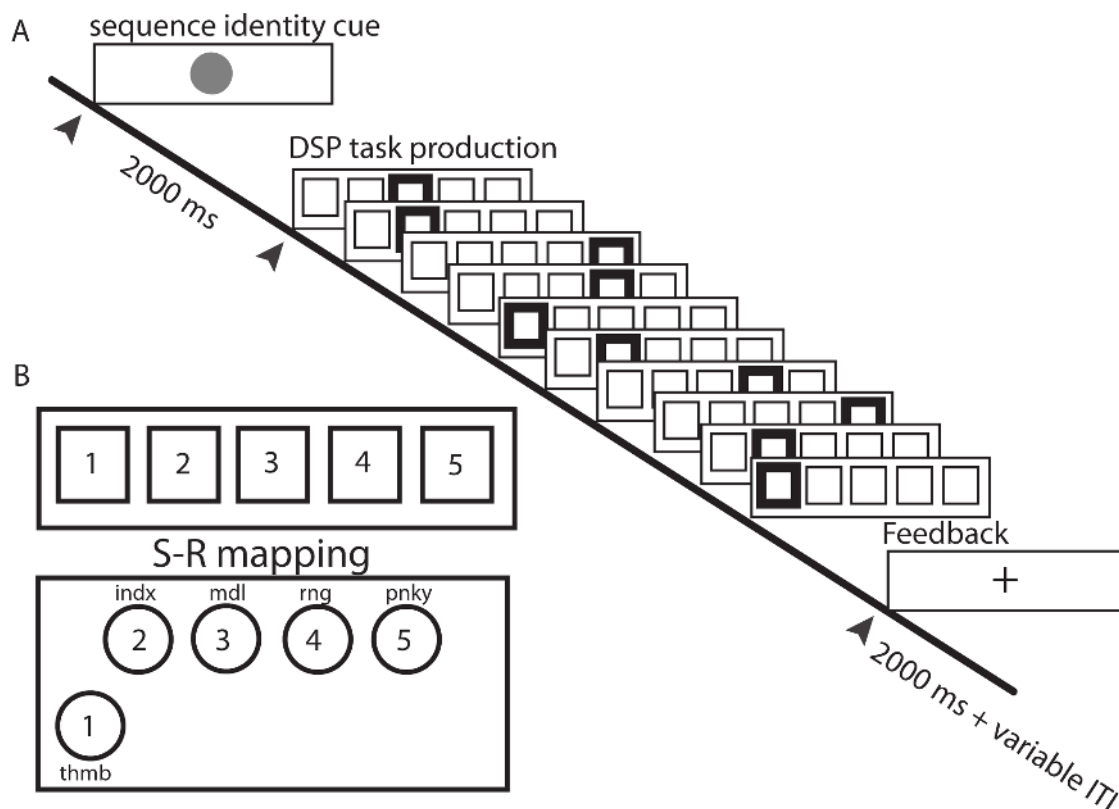 A
sequence identity cue
2000 ms
DSP task production
B
1 2 3 4 5
S-R mapping
indx mdl rng pnky
2 3 4 5
1
thmb
Feedback
+
2000 ms + variable ITI